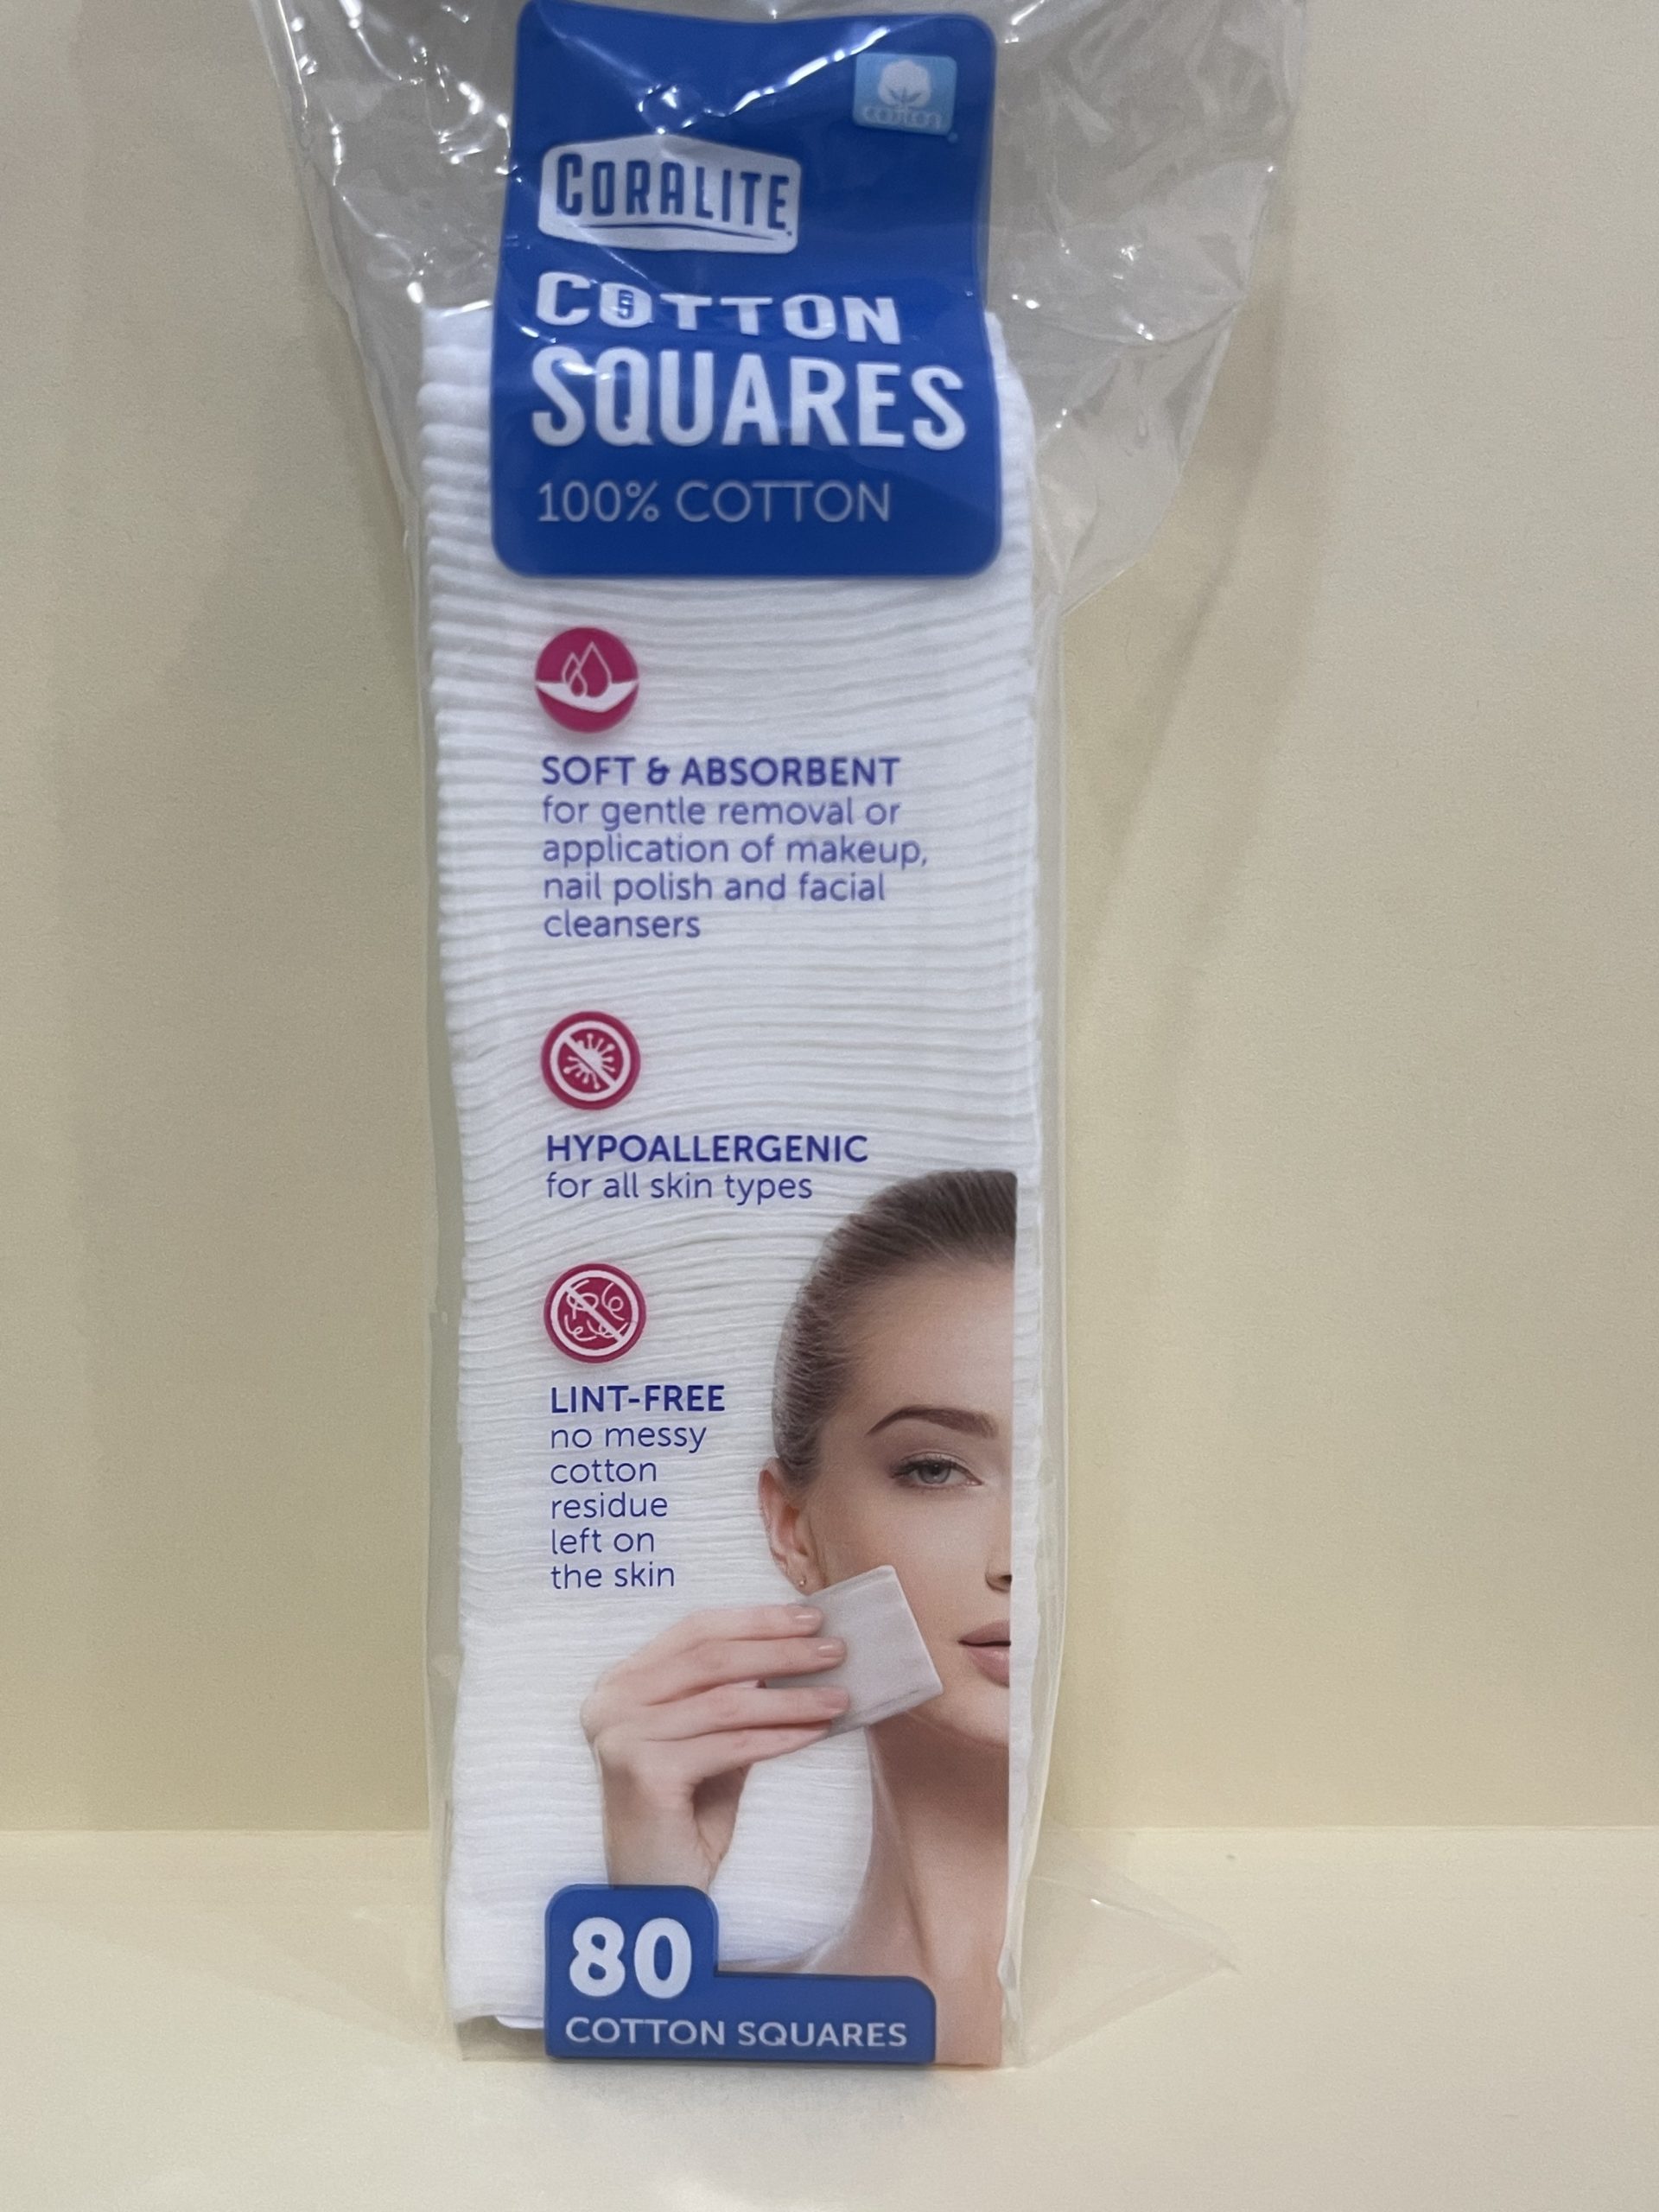 COTTON
CORALITE
COTTON
SQUARES
100% COTTON
SOFT & ABSORBENT
for gentle removal or
application of makeup,
nail polish and facial
cleansers
HYPOALLERGENIC
for all skin types
LINT-FREE
no messy
cotton
residue
left on
the skin
80
COTTON SQUARES